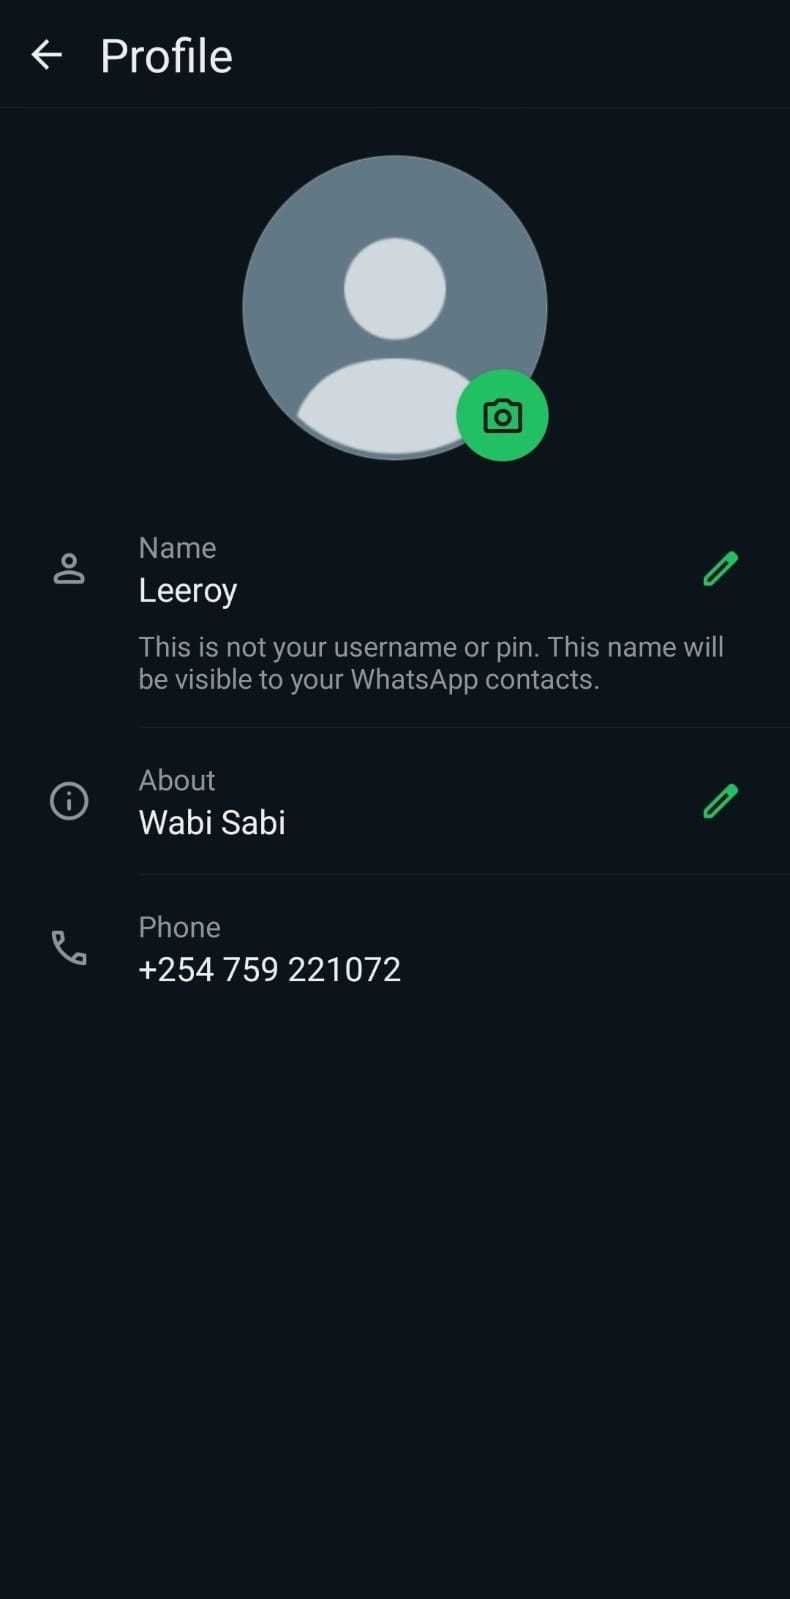 Profile
Name
Leeroy
This is not your username or pin. This name will
be visible to your WhatsApp contacts.
About
Wabi Sabi
Phone
+254 759 221072